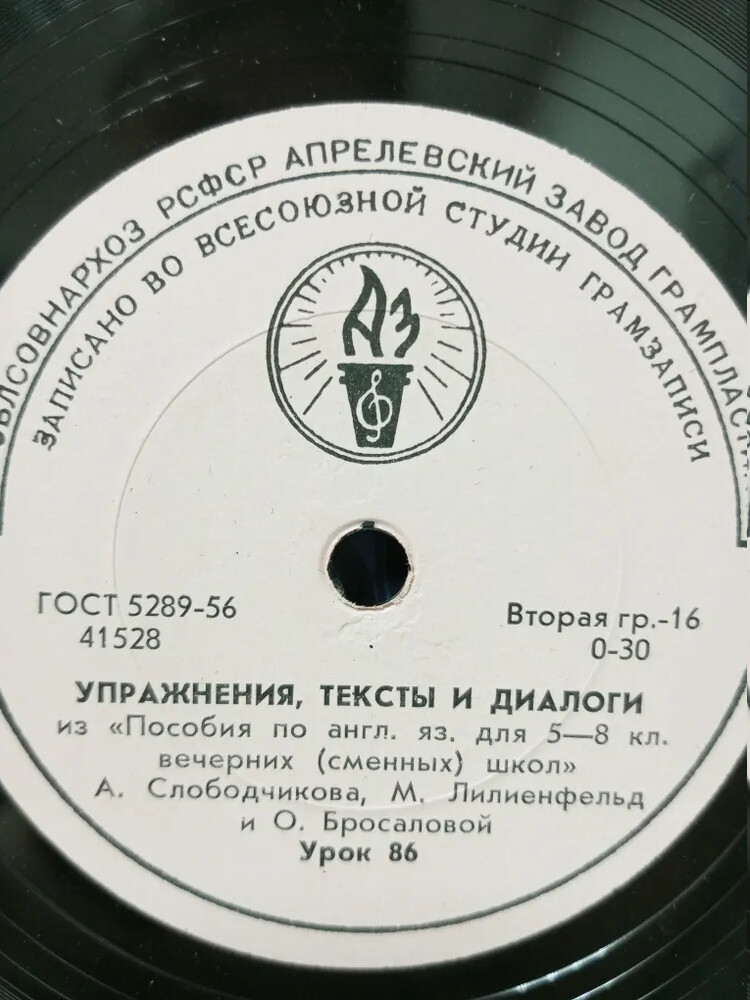 РСФСР АПРЕЛЕВСКИЙ ЗАВОД
ЗАПИСАНО ВО ВСЕСОЮЗНОЙ СТУДИИ ГРАМЗАПИСИ
АЗ
ГОСТ 5289-56
41528
Вторая гр.-16
0-30
УПРАЖНЕНИЯ, ТЕКСТЫ И ДИАЛОГИ
из «Пособия по англ. яз. для 5—8 кл.
вечерних (сменных) школ»
А. Слободчикова, М. Лилиенфельд
и О. Бросаловой
Урок 86